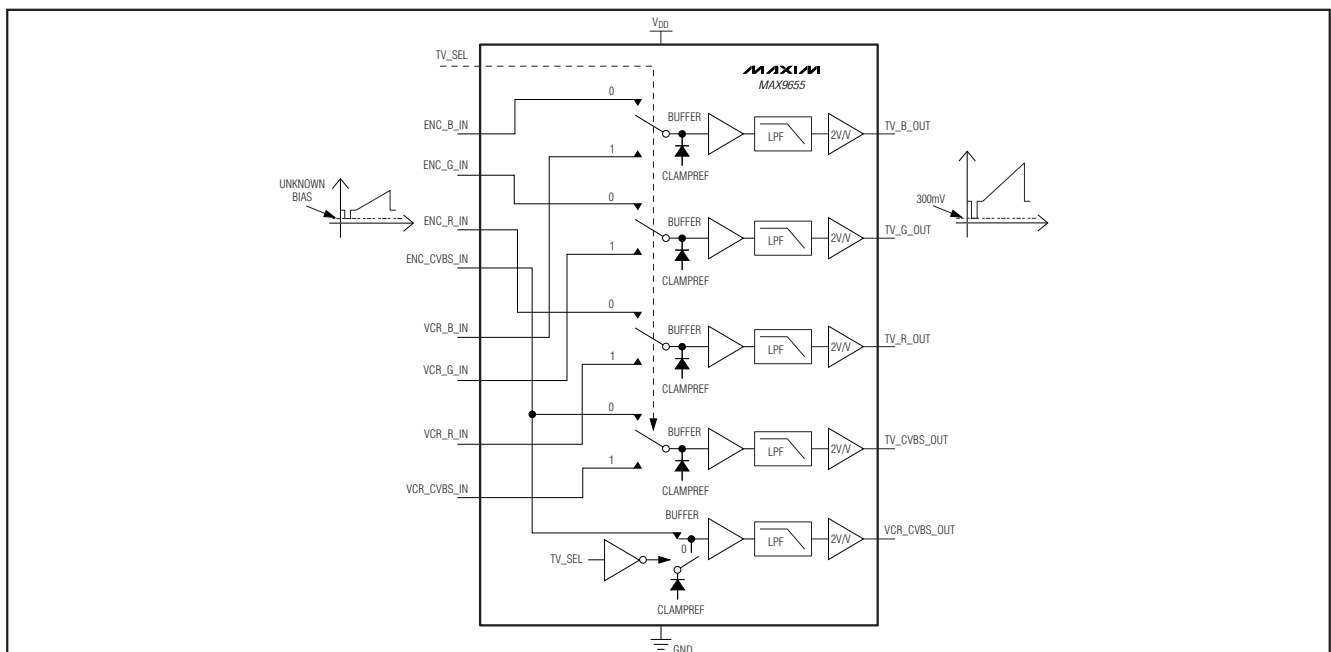 VDD
TV_SEL
MAXIM
MAX9655
0
BUFFER
ENC_B_IN
LPF
2V/V
TV_B_OUT
1
CLAMPREF
ENC_G_IN
UNKNOWN
BIAS
0
BUFFER
300mV
ENC_R_IN
LPF
2V/V
TV_G_OUT
1
ENC_CVBS_IN
CLAMPREF
0
BUFFER
VCR_B_IN
LPF
2V/V
TV_R_OUT
1
VCR_G_IN
CLAMPREF
0
BUFFER
VCR_R_IN
LPF
2V/V
TV_CVBS_OUT
1
VCR_CVBS_IN
CLAMPREF
BUFFER
VCR_CVBS_OUT
LPF
2V/V
0
TV_SEL
CLAMPREF
GND